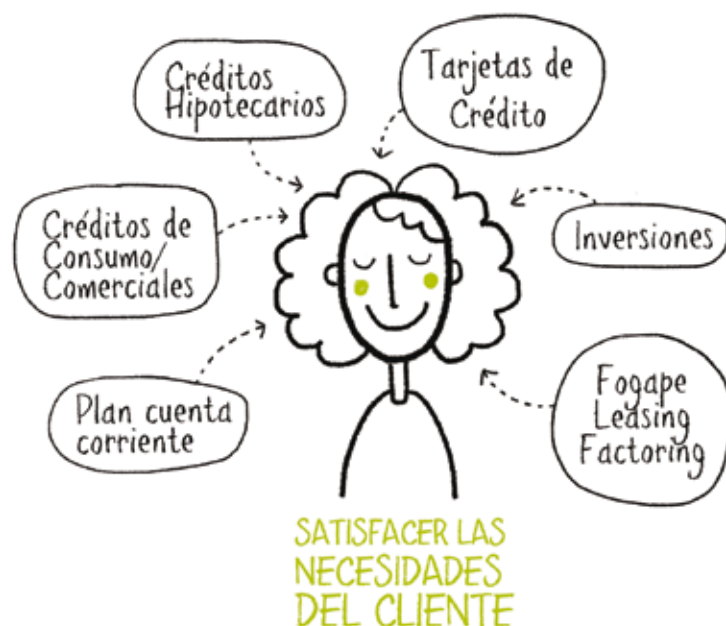 Créditos
Hipotecarios
Tarjetas de
Crédito
Créditos de
Consumo/
Comerciales
Inversiones
Plan cuenta
corriente
Fogape
Leasing
Factoring
SATISFACER LAS
NECESIDADES
DEL CLIENTE